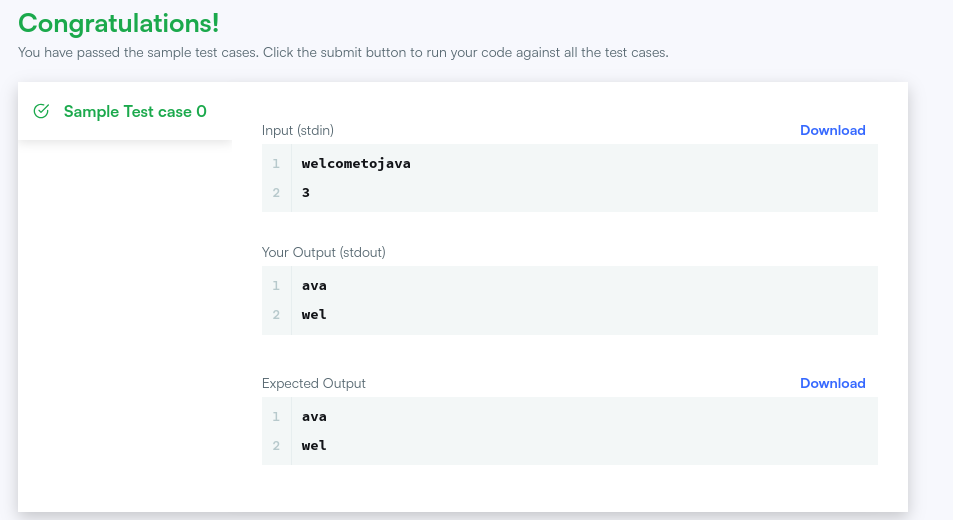 Congratulations!
You have passed the sample test cases. Click the submit button to run your code against all the test cases.
Sample Test case 0
Input (stdin)
Download
1 welcometojava
2 3
Your Output (stdout)
1 ava
2 wel
Expected Output
Download
1 ava
2 wel